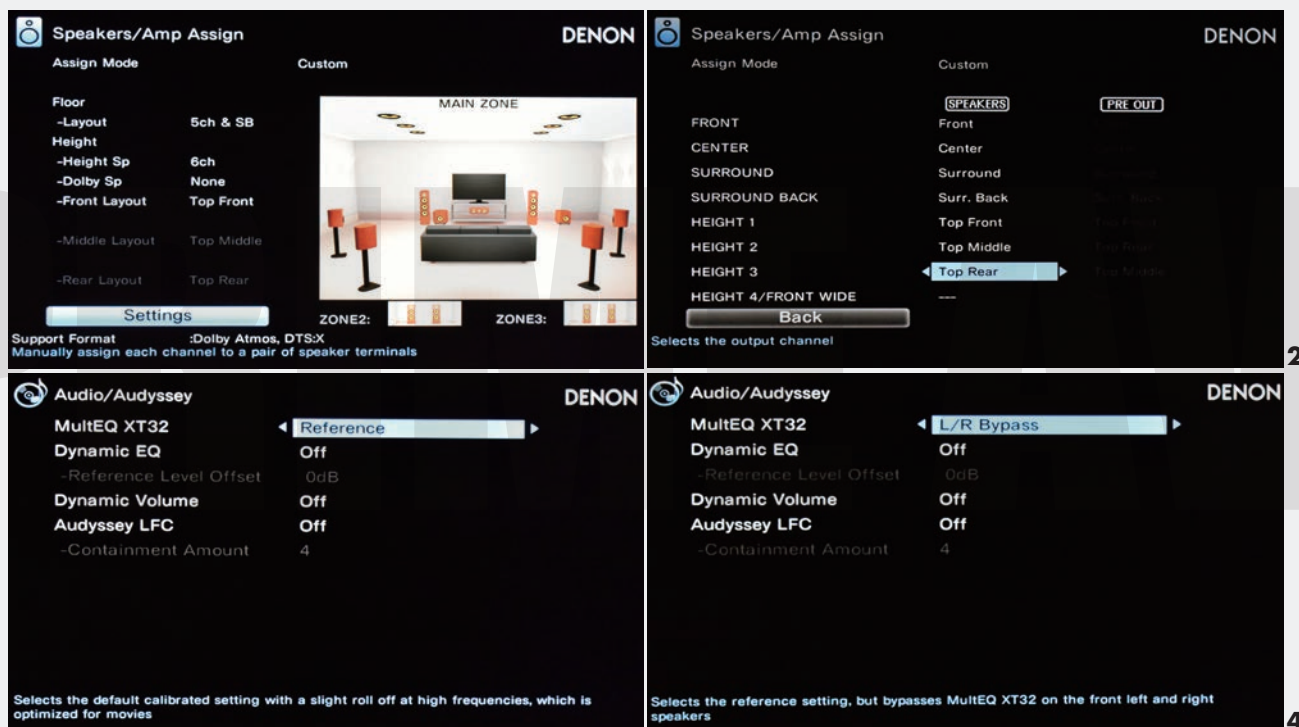 Speakers/Amp Assign
DENON
Assign Mode Custom
Floor
-Layout 5ch & SB
Height
-Height Sp 6ch
-Dolby Sp None
-Front Layout Top Front
-Middle Layout Top Middle
-Rear Layout Top Rear
MAIN ZONE
Settings
ZONE2: ZONE3:
Support Format :Dolby Atmos, DTS:X
Manually assign each channel to a pair of speaker terminals
Speakers/Amp Assign
DENON
Assign Mode Custom
SPEAKERS PRE OUT
FRONT Front
CENTER Center
SURROUND Surround
SURROUND BACK Surr. Back
HEIGHT 1 Top Front
HEIGHT 2 Top Middle
HEIGHT 3 Top Rear Top Middle
HEIGHT 4/FRONT WIDE ---
Back
Selects the output channel
2
Audio/Audyssey
DENON
MultEQ XT32 Reference
Dynamic EQ Off
-Reference Level Offset 0dB
Dynamic Volume Off
Audyssey LFC Off
-Containment Amount 4
Selects the default calibrated setting with a slight roll off at high frequencies, which is
optimized for movies
Audio/Audyssey
DENON
MultEQ XT32 L/R Bypass
Dynamic EQ Off
-Reference Level Offset 0dB
Dynamic Volume Off
Audyssey LFC Off
-Containment Amount 4
Selects the reference setting, but bypasses MultEQ XT32 on the front left and right
speakers
4